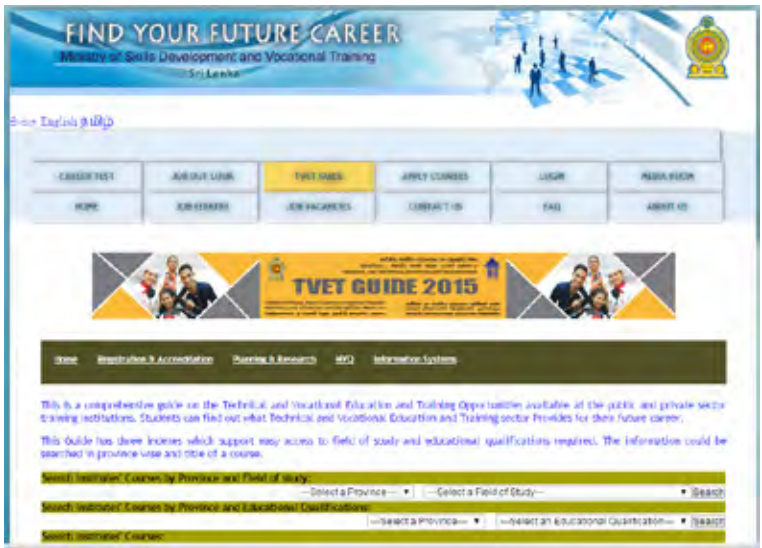 FIND YOUR FUTURE CAREER
Ministry of Skills Development and Vocational Training
Sri Lanka
English தமிழ்
CAREER TEST JOB OUT LOOK TVET GUIDE APPLY COURSES LOGIN MEDIA ROOM
HOME JOB SEEKERS JOB VACANCIES CONTACT US FAQ ABOUT US
TVET GUIDE 2015
Home Registration & Accreditation Planning & Research NVQ Information Systems
This is a comprehensive guide on the Technical and Vocational Education and Training Opportunities available at the public and private sector
training institutions. Students can find out what Technical and Vocational Education and Training sector Provides for their future career.
This Guide has three indexes which support easy access to field of study and educational qualifications required. The information could be
searched in province wise and title of a course.
Search Institutes' Courses by Province and Field of study:
---Select a Province--- ---Select a Field of Study--- Search
Search Institutes' Courses by Province and Educational Qualifications:
---Select a Province--- ---Select an Educational Qualification--- Search
Search Institutes' Courses: